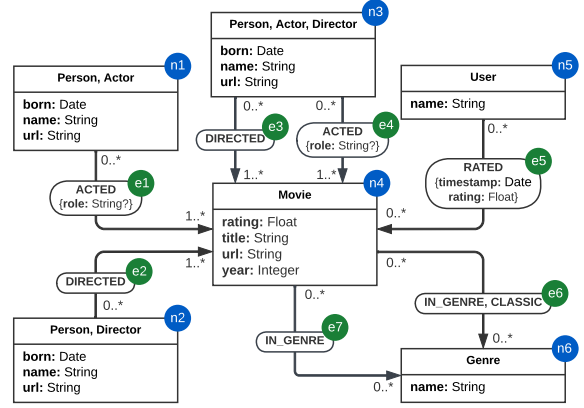 n3
Person, Actor, Director
born: Date
name: String
url: String
n1
Person, Actor
born: Date
name: String
url: String
n5
User
name: String
0..*
0..*
e3
DIRECTED
e4
ACTED
{role: String?}
0..*
0..*
e1
ACTED
{role: String?}
e5
RATED
{timestamp: Date
rating: Float}
1..*
1..*
n4
Movie
rating: Float
title: String
url: String
year: Integer
1..*
0..*
1..*
0..*
e2
DIRECTED
0..*
0..*
e6
IN_GENRE, CLASSIC
n2
Person, Director
born: Date
name: String
url: String
e7
IN_GENRE
0..*
n6
Genre
name: String
0..*